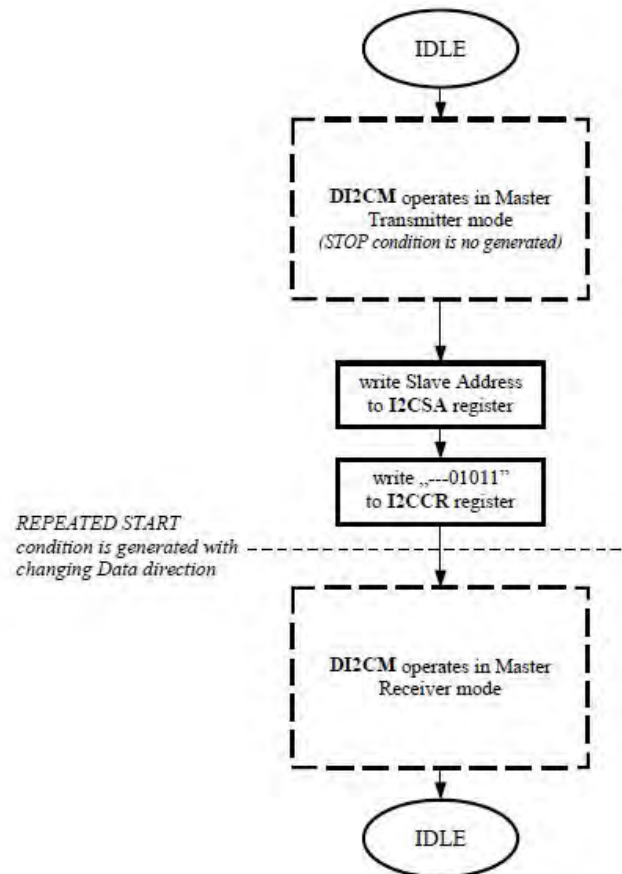 IDLE
DI2CM operates in Master
Transmitter mode
(STOP condition is no generated)
write Slave Address
to I2CSA register
write „---01011”
to I2CCR register
REPEATED START
condition is generated with
changing Data direction
DI2CM operates in Master
Receiver mode
IDLE